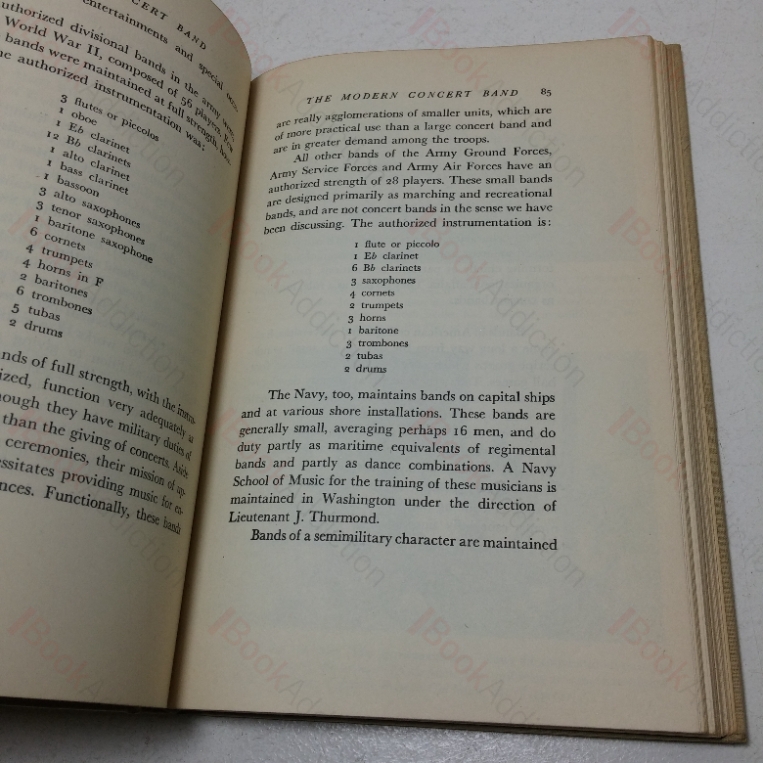 CERT BAND
entertainments and special occa-
authorized divisional bands in the army
World War II, composed of 56 players. Few
bands were maintained at full strength,
the authorized instrumentation was:
3 flutes or piccolos
1 oboe
1 Eb clarinet
12 Bb clarinets
1 alto clarinet
1 bass clarinet
1 bassoon
3 alto saxophones
3 tenor saxophones
1 baritone saxophone
6 cornets
4 trumpets
4 horns in F
2 baritones
6 trombones
5 tubas
2 drums
nds of full strength, with the instru-
ized, function very adequately as
hough they have military duties of
than the giving of concerts. Aside
ceremonies, their mission of up-
essitates providing music for
nces. Functionally, these bands
THE MODERN CONCERT BAND 85
are really agglomerations of smaller units, which are
of more practical use than a large concert band and
are in greater demand among the troops.
All other bands of the Army Ground Forces,
Army Service Forces and Army Air Forces have an
authorized strength of 28 players. These small bands
are designed primarily as marching and recreational
bands, and are not concert bands in the sense we have
been discussing. The authorized instrumentation is:
1 flute or piccolo
1 Eb clarinet
6 Bb clarinets
3 saxophones
4 cornets
2 trumpets
3 horns
1 baritone
3 trombones
2 tubas
2 drums
The Navy, too, maintains bands on capital ships
and at various shore installations. These bands are
generally small, averaging perhaps 16 men, and do
duty partly as maritime equivalents of regimental
bands and partly as dance combinations. A Navy
School of Music for the training of these musicians is
maintained in Washington under the direction of
Lieutenant J. Thurmond.
Bands of a semimilitary character are maintained